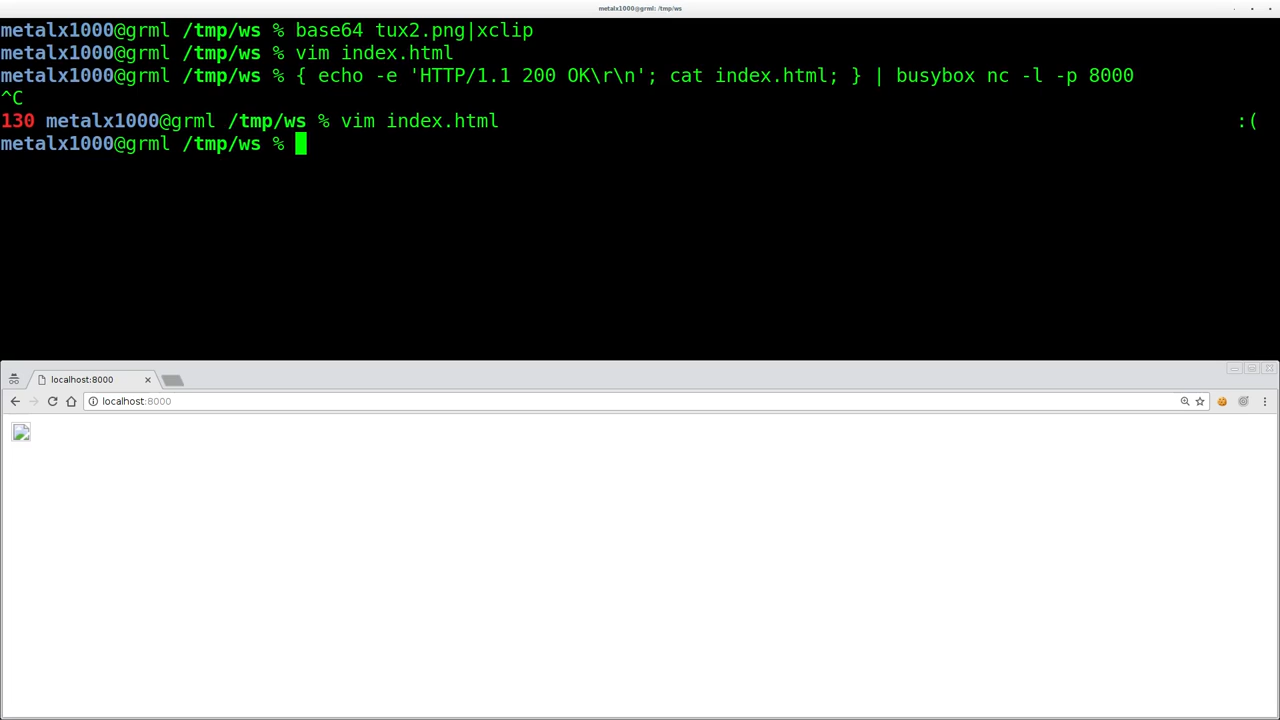 metalx1000@grml: /tmp/ws
metalx1000@grml /tmp/ws % base64 tux2.png|xclip
metalx1000@grml /tmp/ws % vim index.html
metalx1000@grml /tmp/ws % { echo -e 'HTTP/1.1 200 OK\r\n'; cat index.html; } | busybox nc -l -p 8000
^C
130 metalx1000@grml /tmp/ws % vim index.html :(
metalx1000@grml /tmp/ws %
localhost:8000
localhost:8000